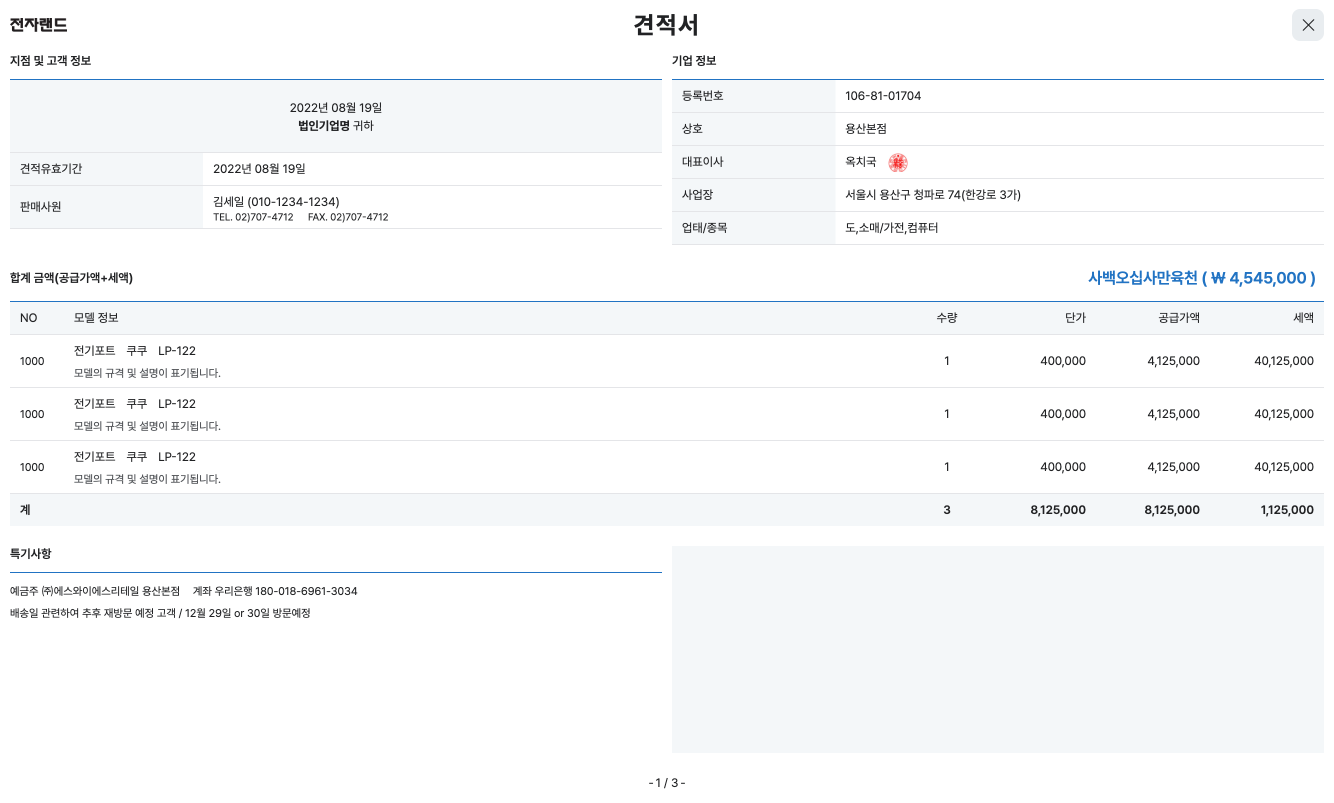 전자랜드
견적서
지점 및 고객 정보
2022년 08월 19일
법인기업명 귀하
견적유효기간 2022년 08월 19일
판매사원 김세일 (010-1234-1234)
TEL. 02)707-4712 FAX. 02)707-4712
기업 정보
등록번호 106-81-01704
상호 용산본점
대표이사 옥치국
사업장 서울시 용산구 청파로 74(한강로 3가)
업태/종목 도,소매/가전,컴퓨터
합계 금액(공급가액+세액) 사백오십사만육천 ( ₩ 4,545,000 )
NO 모델 정보 수량 단가 공급가액 세액
1000 전기포트 쿠쿠 LP-122 1 400,000 4,125,000 40,125,000
모델의 규격 및 설명이 표기됩니다.
1000 전기포트 쿠쿠 LP-122 1 400,000 4,125,000 40,125,000
모델의 규격 및 설명이 표기됩니다.
1000 전기포트 쿠쿠 LP-122 1 400,000 4,125,000 40,125,000
모델의 규격 및 설명이 표기됩니다.
계 3 8,125,000 8,125,000 1,125,000
특기사항
예금주 ㈜에스와이에스리테일 용산본점 계좌 우리은행 180-018-6961-3034
배송일 관련하여 추후 재방문 예정 고객 / 12월 29일 or 30일 방문예정
- 1 / 3 -